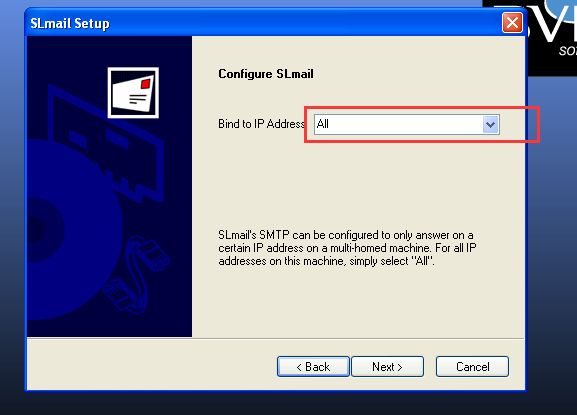 SLmail Setup
Configure SLmail
Bind to IP Address
All
SLmail's SMTP can be configured to only answer on a
certain IP address on a multi-homed machine. For all IP
addresses on this machine, simply select "All".
< Back
Next >
Cancel